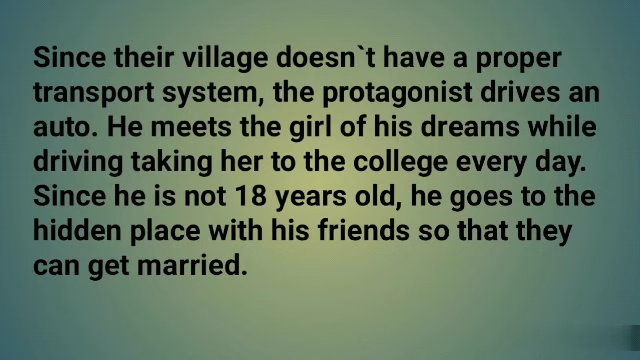 Since their village doesn`t have a proper
transport system, the protagonist drives an
auto. He meets the girl of his dreams while
driving taking her to the college every day.
Since he is not 18 years old, he goes to the
hidden place with his friends so that they
can get married.